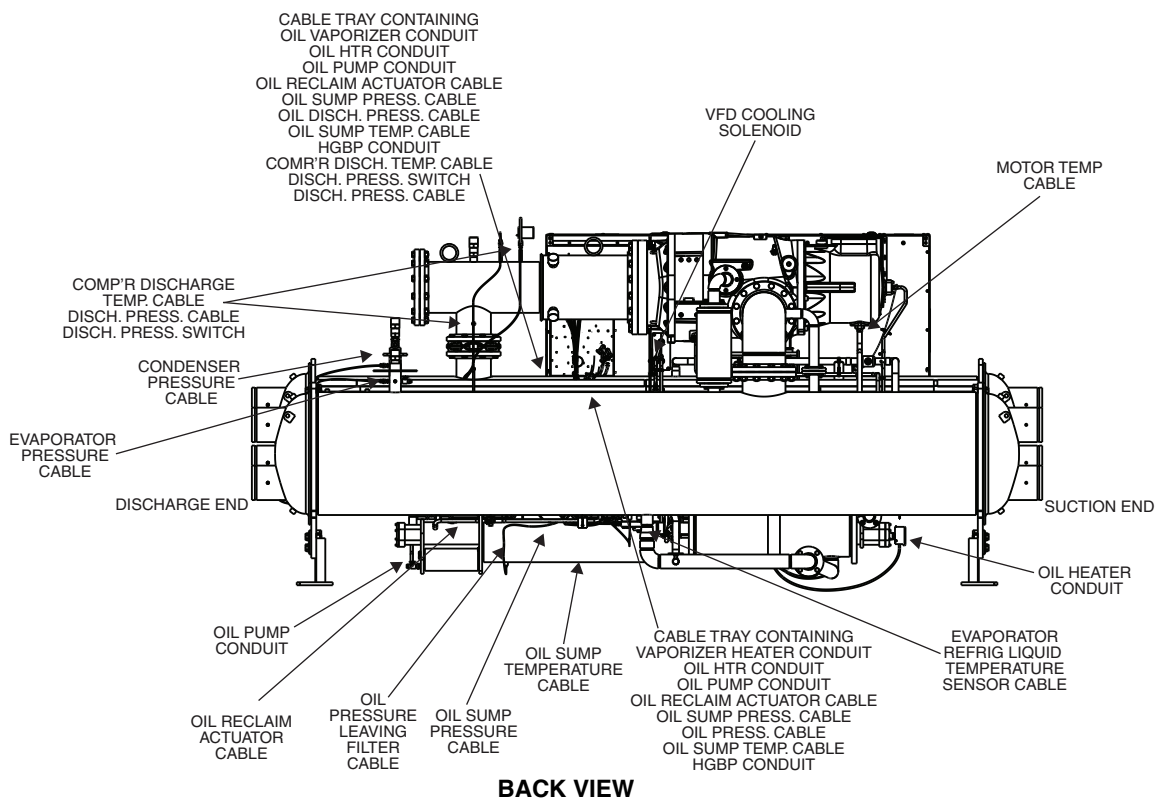 CABLE TRAY CONTAINING
OIL VAPORIZER CONDUIT
OIL HTR CONDUIT
OIL PUMP CONDUIT
OIL RECLAIM ACTUATOR CABLE
OIL SUMP PRESS. CABLE
OIL DISCH. PRESS. CABLE
OIL SUMP TEMP. CABLE
HGBP CONDUIT
COMR'R DISCH. TEMP. CABLE
DISCH. PRESS. SWITCH
DISCH. PRESS. CABLE
VFD COOLING
SOLENOID
MOTOR TEMP
CABLE
COMP'R DISCHARGE
TEMP. CABLE
DISCH. PRESS. CABLE
DISCH. PRESS. SWITCH
CONDENSER
PRESSURE
CABLE
EVAPORATOR
PRESSURE
CABLE
DISCHARGE END
SUCTION END
OIL HEATER
CONDUIT
OIL PUMP
CONDUIT
OIL RECLAIM
ACTUATOR
CABLE
OIL
PRESSURE
LEAVING
FILTER
CABLE
OIL SUMP
PRESSURE
CABLE
OIL SUMP
TEMPERATURE
CABLE
CABLE TRAY CONTAINING
VAPORIZER HEATER CONDUIT
OIL HTR CONDUIT
OIL PUMP CONDUIT
OIL RECLAIM ACTUATOR CABLE
OIL SUMP PRESS. CABLE
OIL PRESS. CABLE
OIL SUMP TEMP. CABLE
HGBP CONDUIT
EVAPORATOR
REFRIG LIQUID
TEMPERATURE
SENSOR CABLE
BACK VIEW